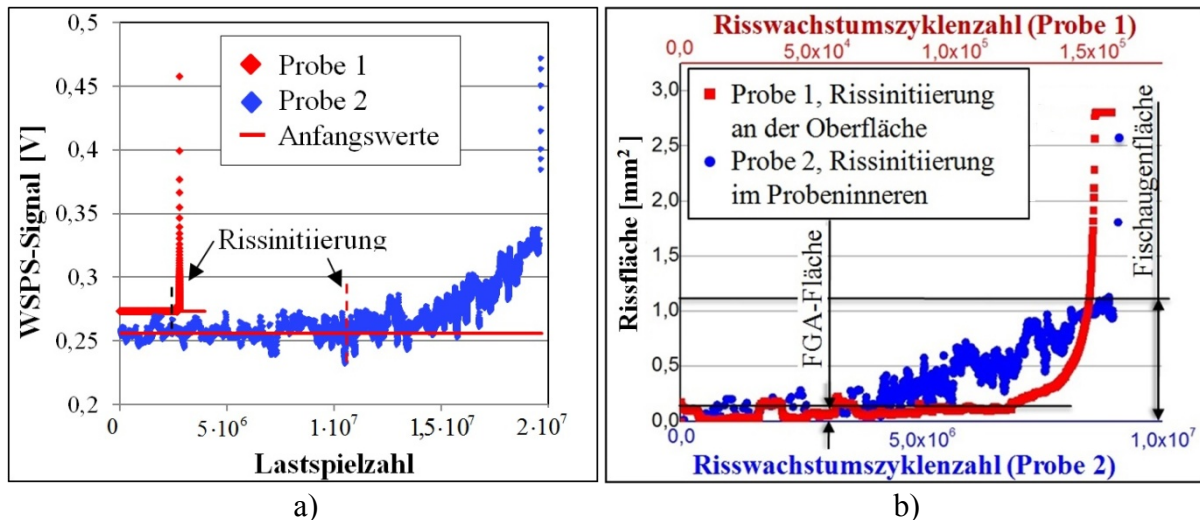 0,5
0,45
0,4
0,35
0,3
0,25
0,2
WSPS-Signal [V]
Probe 1
Probe 2
Anfangswerte
Rissinitiierung
0
5·10⁶
1·10⁷
1,5·10⁷
2·10⁷
Lastspielzahl
a)
Risswachstumszyklenzahl (Probe 1)
0,0
5,0x10⁴
1,0x10⁵
1,5x10⁵
3,0
2,5
2,0
1,5
1,0
0,5
0,0
Rissfläche [mm²]
Probe 1, Rissinitiierung
an der Oberfläche
Probe 2, Rissinitiierung
im Probeninneren
FGA-Fläche
Fischaugenfläche
0,0
5,0x10⁶
1,0x10⁷
Risswachstumszyklenzahl (Probe 2)
b)